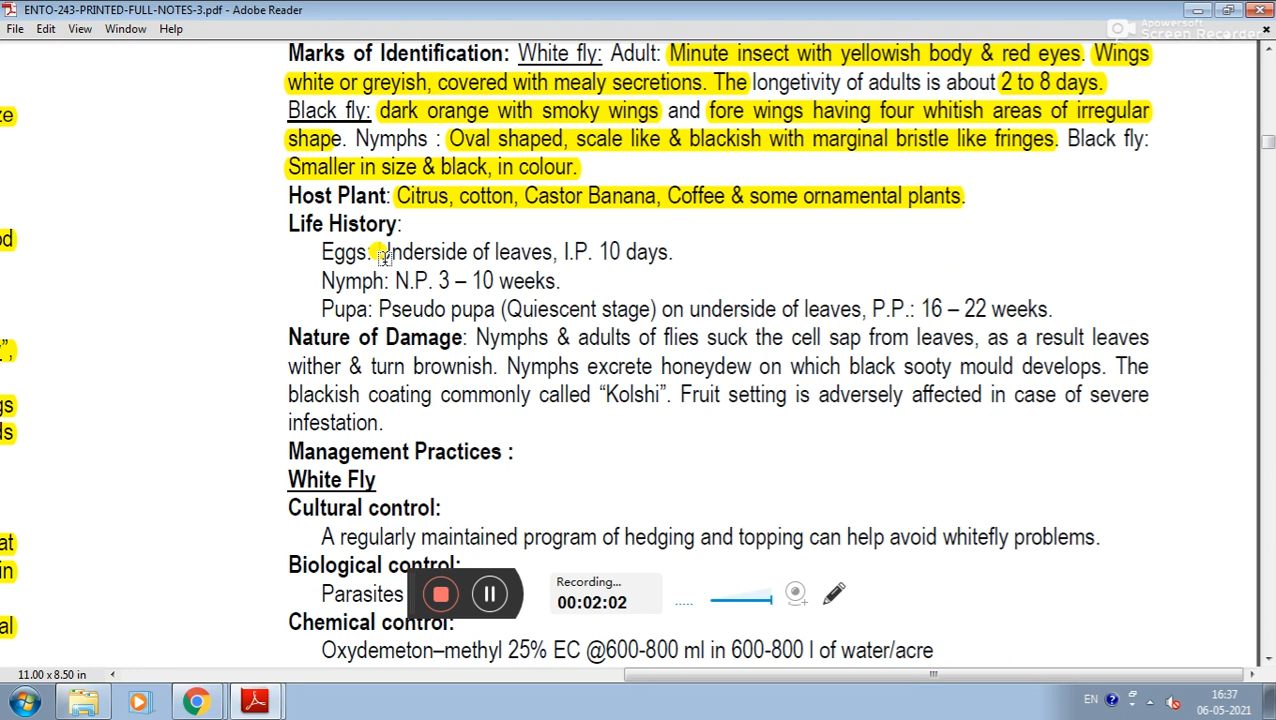 ENTO-243-PRINTED-FULL-NOTES-3.pdf - Adobe Reader
File Edit View Window Help
Apowersoft
Screen Recorder
Marks of Identification: White fly: Adult: Minute insect with yellowish body & red eyes. Wings
white or greyish, covered with mealy secretions. The longetivity of adults is about 2 to 8 days.
Black fly: dark orange with smoky wings and fore wings having four whitish areas of irregular
shape. Nymphs : Oval shaped, scale like & blackish with marginal bristle like fringes. Black fly:
Smaller in size & black, in colour.
Host Plant: Citrus, cotton, Castor Banana, Coffee & some ornamental plants.
Life History:
Eggs: Underside of leaves, I.P. 10 days.
Nymph: N.P. 3 – 10 weeks.
Pupa: Pseudo pupa (Quiescent stage) on underside of leaves, P.P.: 16 – 22 weeks.
Nature of Damage: Nymphs & adults of flies suck the cell sap from leaves, as a result leaves
wither & turn brownish. Nymphs excrete honeydew on which black sooty mould develops. The
blackish coating commonly called “Kolshi”. Fruit setting is adversely affected in case of severe
infestation.
Management Practices :
White Fly
Cultural control:
A regularly maintained program of hedging and topping can help avoid whitefly problems.
Biological control:
Parasites
Chemical control:
Oxydemeton–methyl 25% EC @600-800 ml in 600-800 l of water/acre
Recording...
00:02:02
11.00 x 8.50 in
EN
16:37
06-05-2021